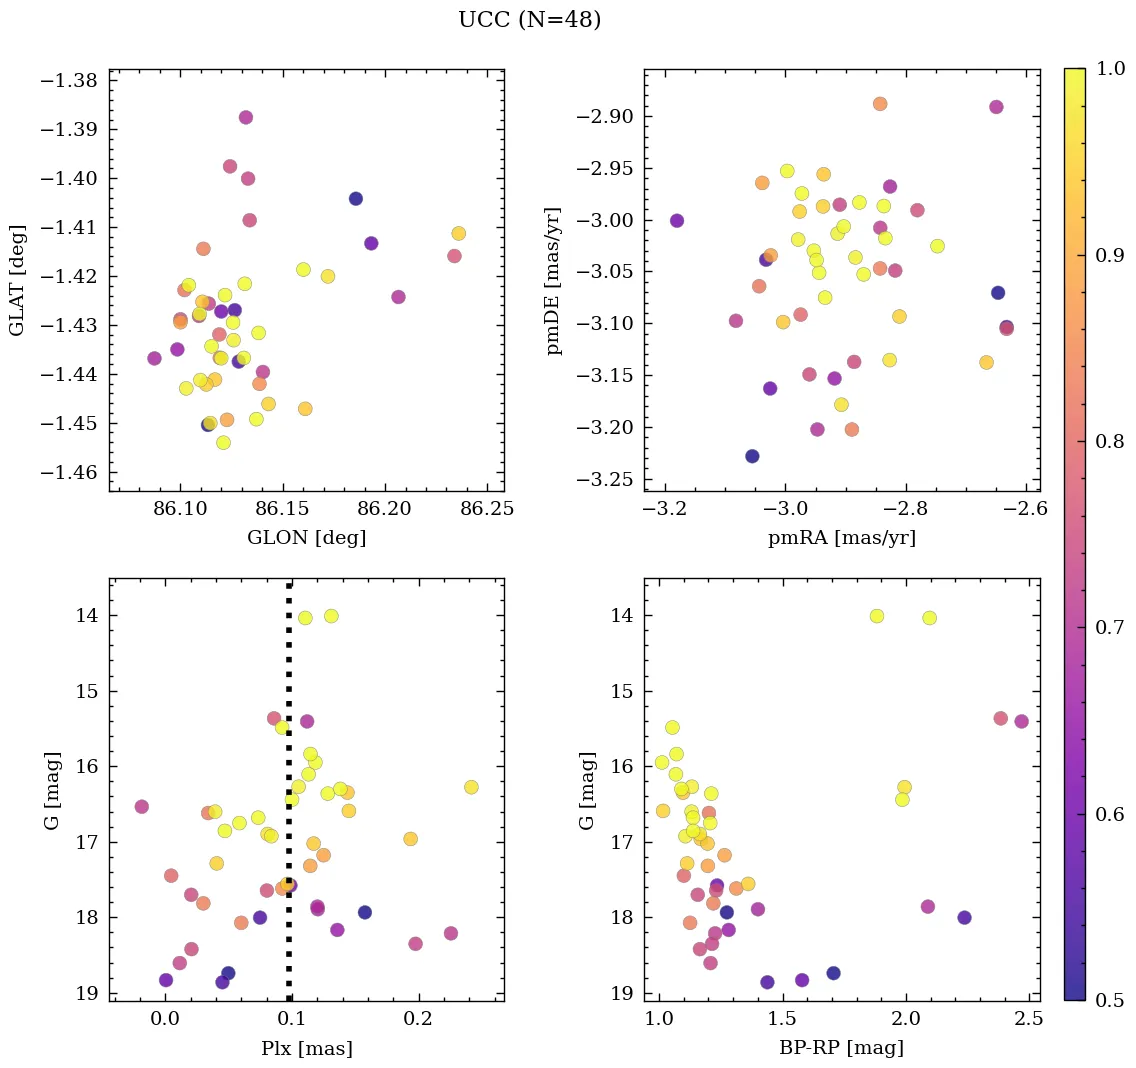 UCC (N=48)
−1.38
−1.39
−1.40
−1.41
−1.42
−1.43
−1.44
−1.45
−1.46
GLAT [deg]
86.10 86.15 86.20 86.25
GLON [deg]
−2.90
−2.95
−3.00
−3.05
−3.10
−3.15
−3.20
−3.25
pmDE [mas/yr]
−3.2 −3.0 −2.8 −2.6
pmRA [mas/yr]
14
15
16
17
18
19
G [mag]
0.0 0.1 0.2
Plx [mas]
14
15
16
17
18
19
G [mag]
1.0 1.5 2.0 2.5
BP-RP [mag]
1.0
0.9
0.8
0.7
0.6
0.5